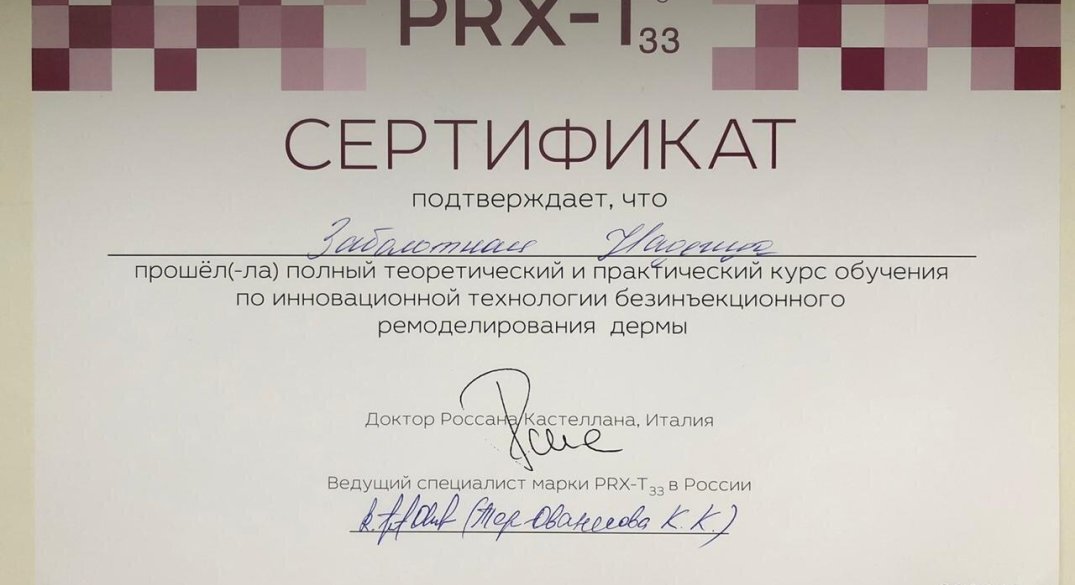 PRX-T33
СЕРТИФИКАТ
подтверждает, что
Заболотная Надежда
прошёл(-ла) полный теоретический и практический курс обучения
по инновационной технологии безинъекционного
ремоделирования дермы
Доктор Россана Кастеллана, Италия
Ведущий специалист марки PRX-T33 в России
(Тер-Ованесова К. К.)